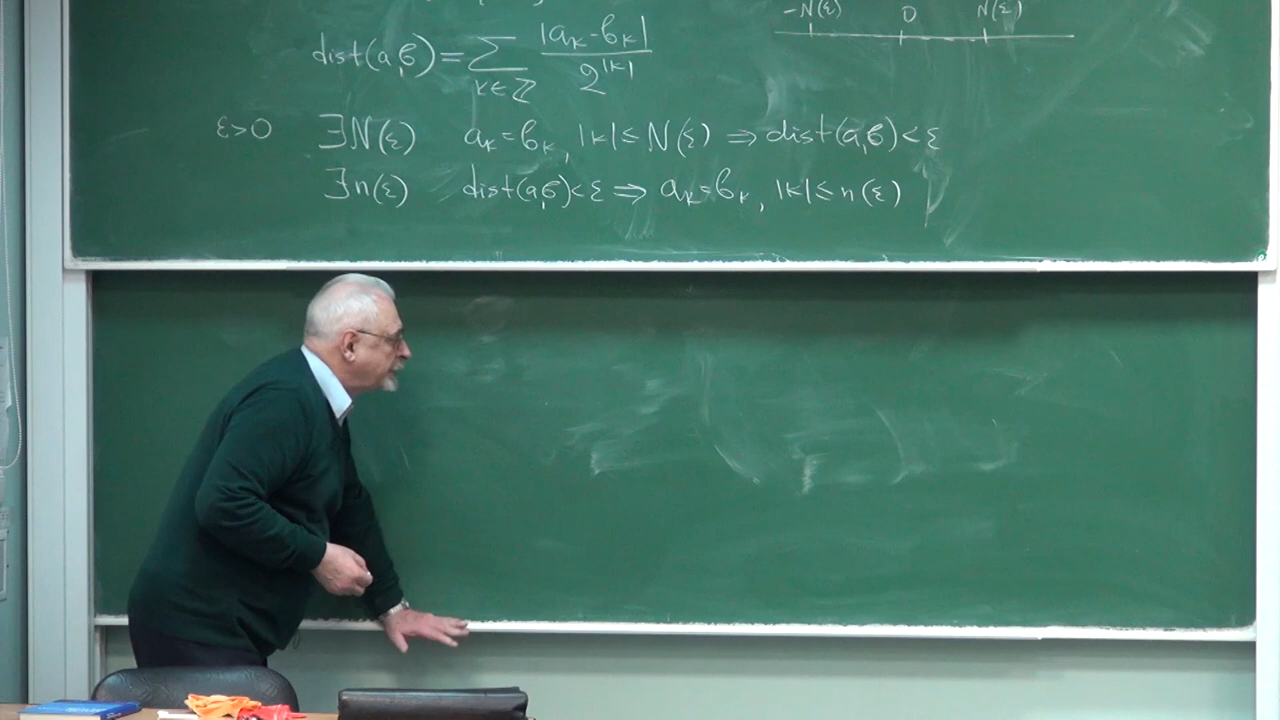 -N(ε) 0 N(ε)
dist(a,b)=∑_{k∈ℤ} |a_k-b_k| / 2^{|k|}
ε>0 ∃N(ε) a_k=b_k, |k|≤N(ε) ⇒ dist(a,b)<ε
∃n(ε) dist(a,b)<ε ⇒ a_k=b_k, |k|≤n(ε)